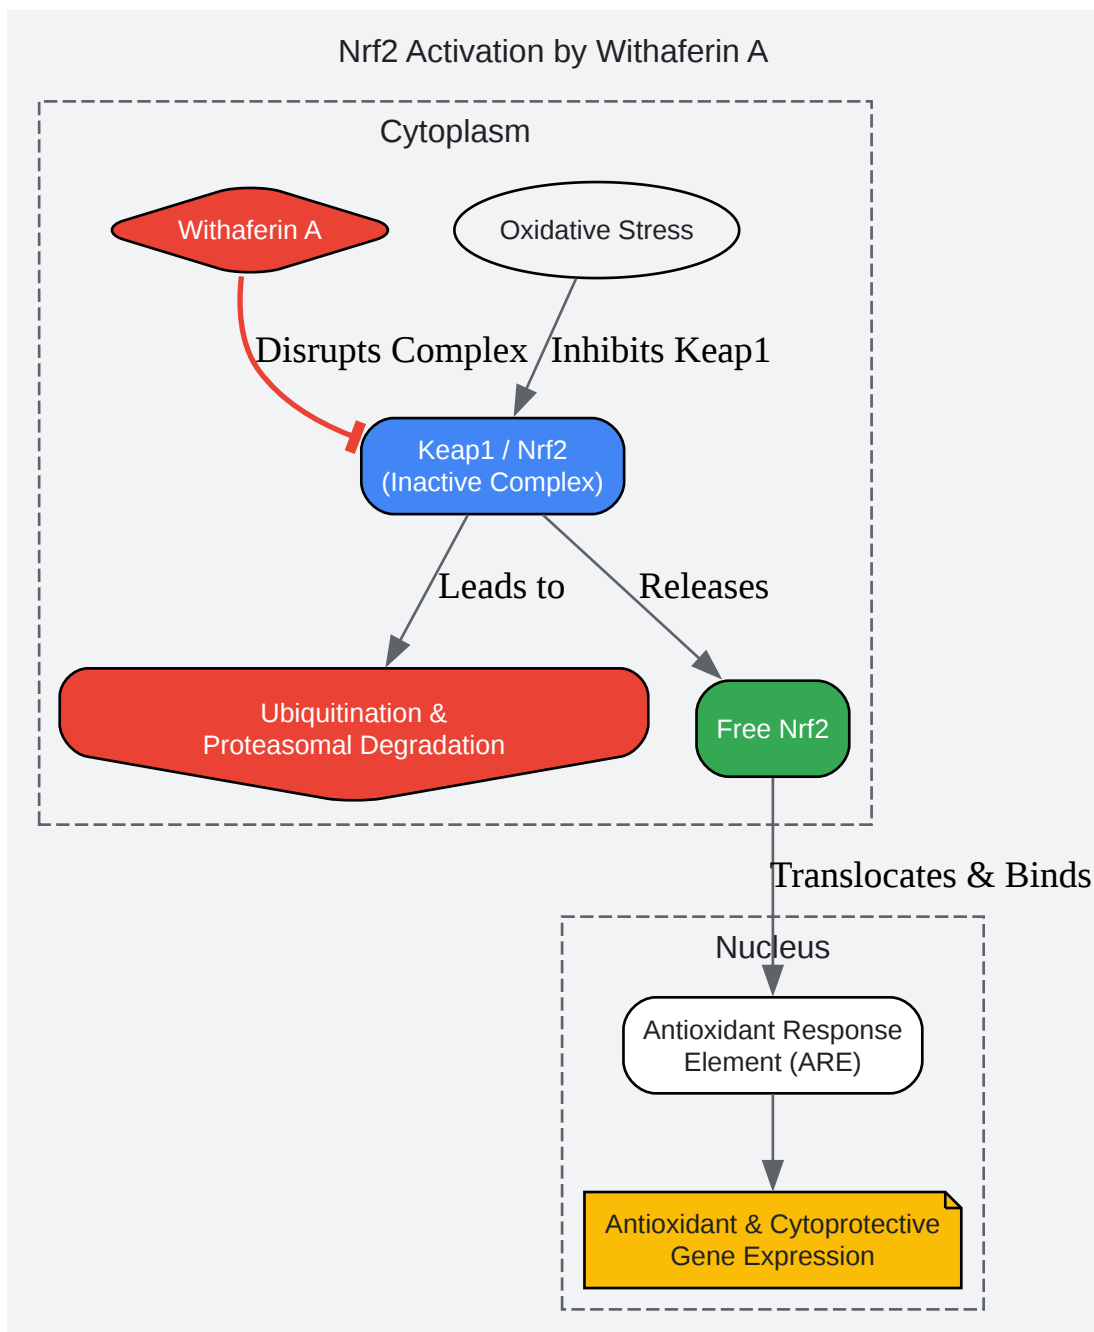 Nrf2 Activation by Withaferin A
Cytoplasm
Withaferin A
Oxidative Stress
Disrupts Complex
Inhibits Keap1
Keap1 / Nrf2
(Inactive Complex)
Leads to
Releases
Ubiquitination &
Proteasomal Degradation
Free Nrf2
Translocates & Binds
Nucleus
Antioxidant Response
Element (ARE)
Antioxidant & Cytoprotective
Gene Expression